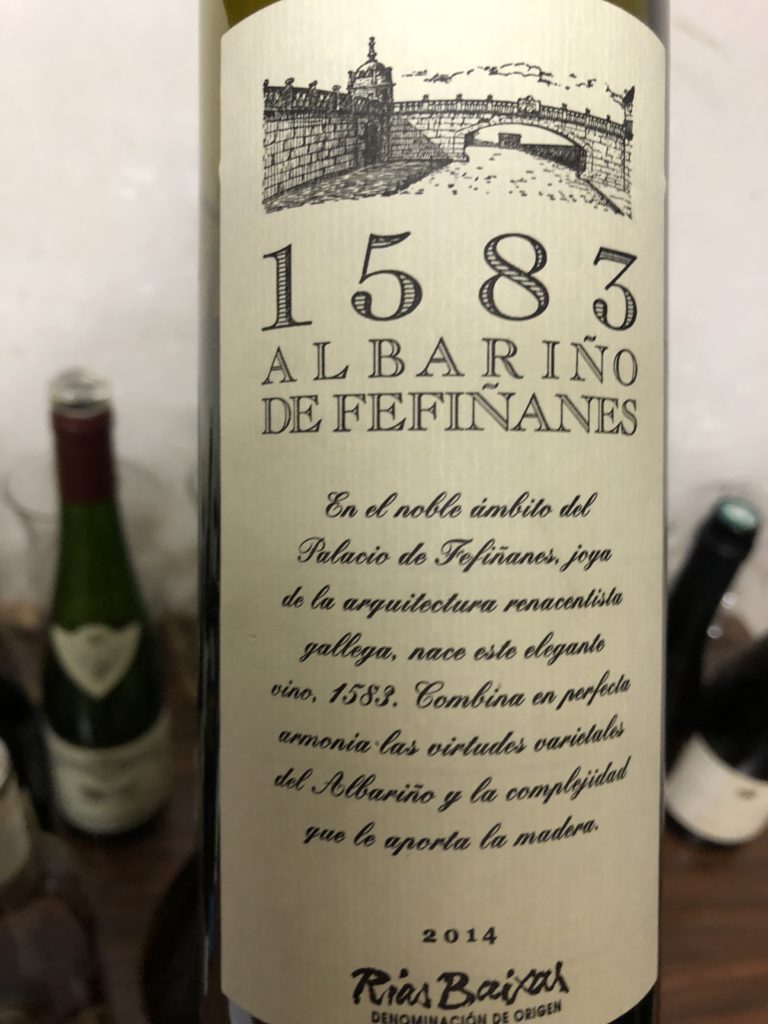 1583
ALBARIÑO
DE FEFIÑANES
En el noble ámbito del
Palacio de Fefiñanes, joya
de la arquitectura renacentista
gallega, nace este elegante
vino, 1583. Combina en perfecta
armonia las virtudes varietales
del Albariño y la complejidad
que le aporta la madera.
2014
Rías Baixas
DENOMINACIÓN DE ORIGEN